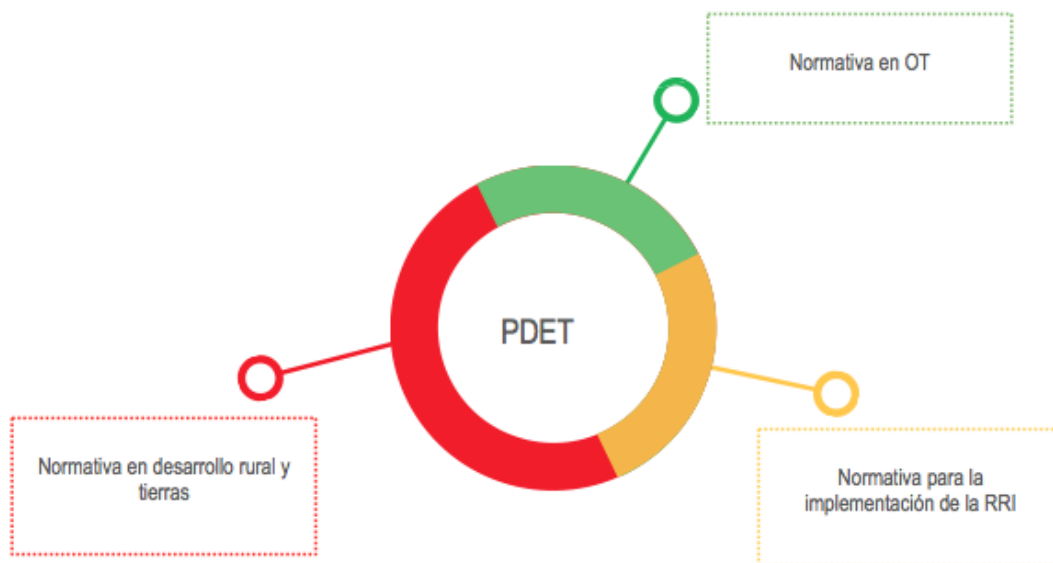 Normativa en OT
PDET
Normativa en desarrollo rural y
tierras
Normativa para la
implementación de la RRI